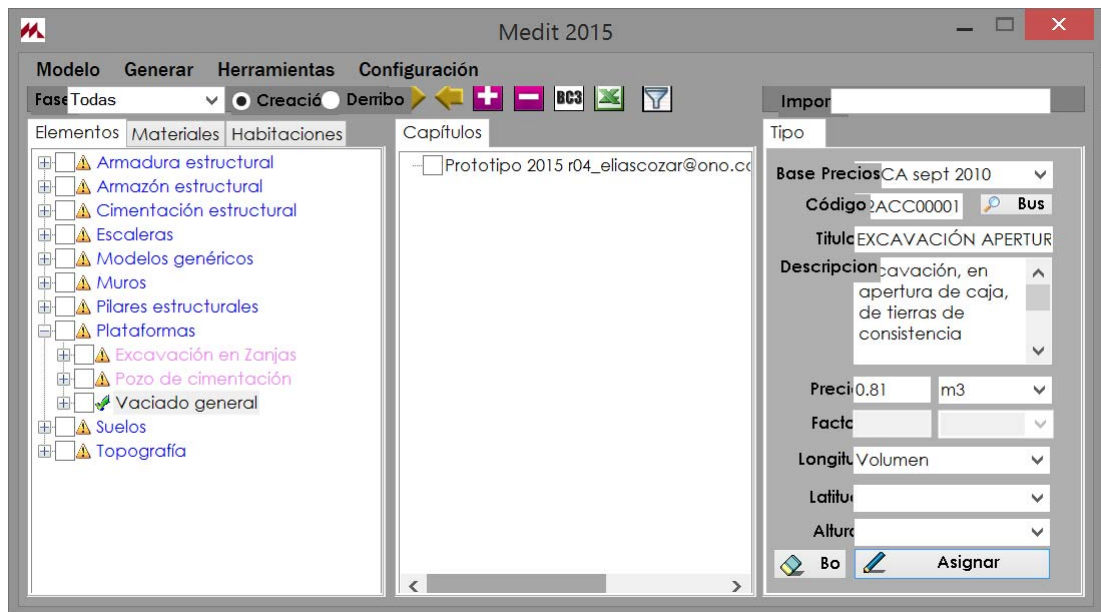 Medit 2015
Modelo Generar Herramientas Configuración
Fase Todas Creació Derribo BC3 Impor
Elementos Materiales Habitaciones Capítulos Tipo
Armadura estructural
Armazón estructural
Cimentación estructural
Escaleras
Modelos genéricos
Muros
Pilares estructurales
Plataformas
Excavación en Zanjas
Pozo de cimentación
Vaciado general
Suelos
Topografía
Prototipo 2015 r04_eliascozar@ono.co
Base Precios CA sept 2010
Código 2ACC00001 Bus
Titulo EXCAVACIÓN APERTUR
Descripcion cavación, en
apertura de caja,
de tierras de
consistencia
Preci 0.81 m3
Facto
Longitu Volumen
Latitu
Altura
Bo Asignar